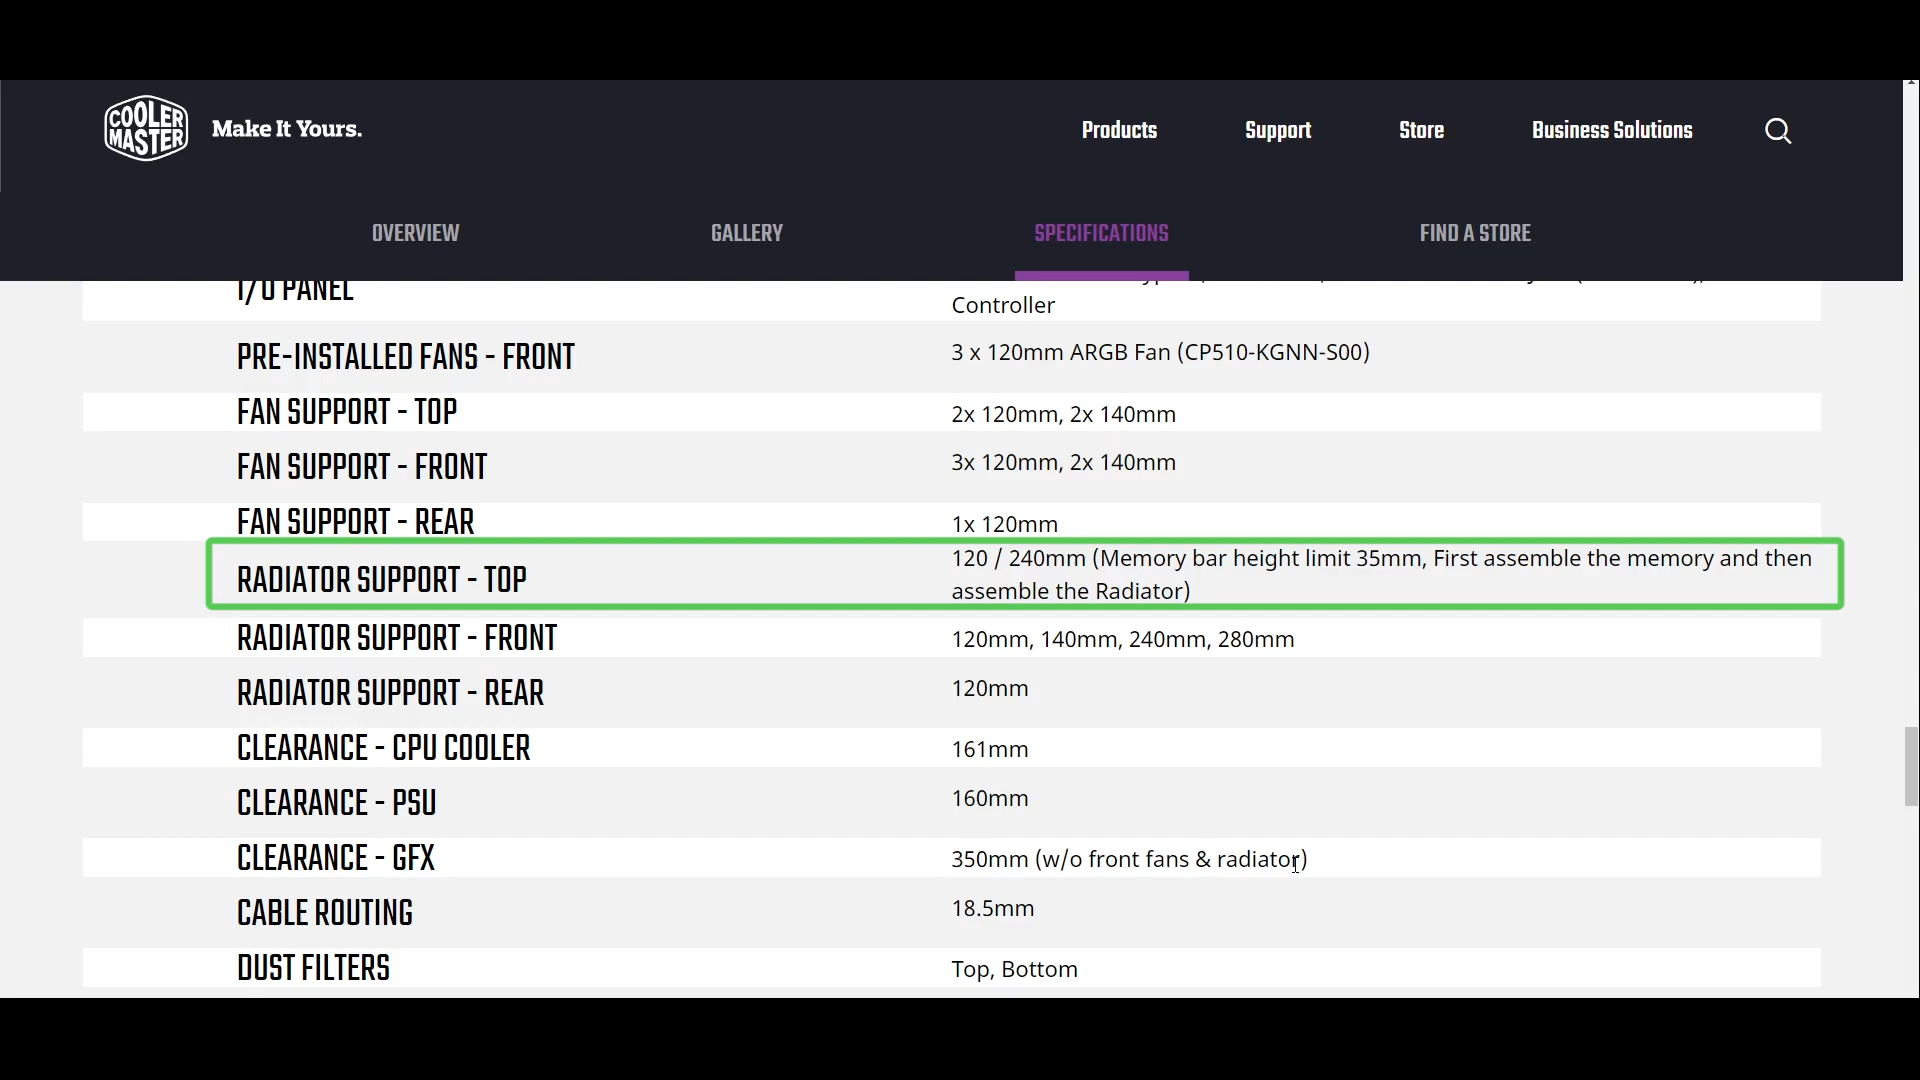 COOLER
MASTER
Make It Yours.
Products Support Store Business Solutions
OVERVIEW GALLERY SPECIFICATIONS FIND A STORE
I/O PANEL
Controller
PRE-INSTALLED FANS - FRONT 3 x 120mm ARGB Fan (CP510-KGNN-S00)
FAN SUPPORT - TOP 2x 120mm, 2x 140mm
FAN SUPPORT - FRONT 3x 120mm, 2x 140mm
FAN SUPPORT - REAR 1x 120mm
RADIATOR SUPPORT - TOP 120 / 240mm (Memory bar height limit 35mm, First assemble the memory and then
assemble the Radiator)
RADIATOR SUPPORT - FRONT 120mm, 140mm, 240mm, 280mm
RADIATOR SUPPORT - REAR 120mm
CLEARANCE - CPU COOLER 161mm
CLEARANCE - PSU 160mm
CLEARANCE - GFX 350mm (w/o front fans & radiator)
CABLE ROUTING 18.5mm
DUST FILTERS Top, Bottom